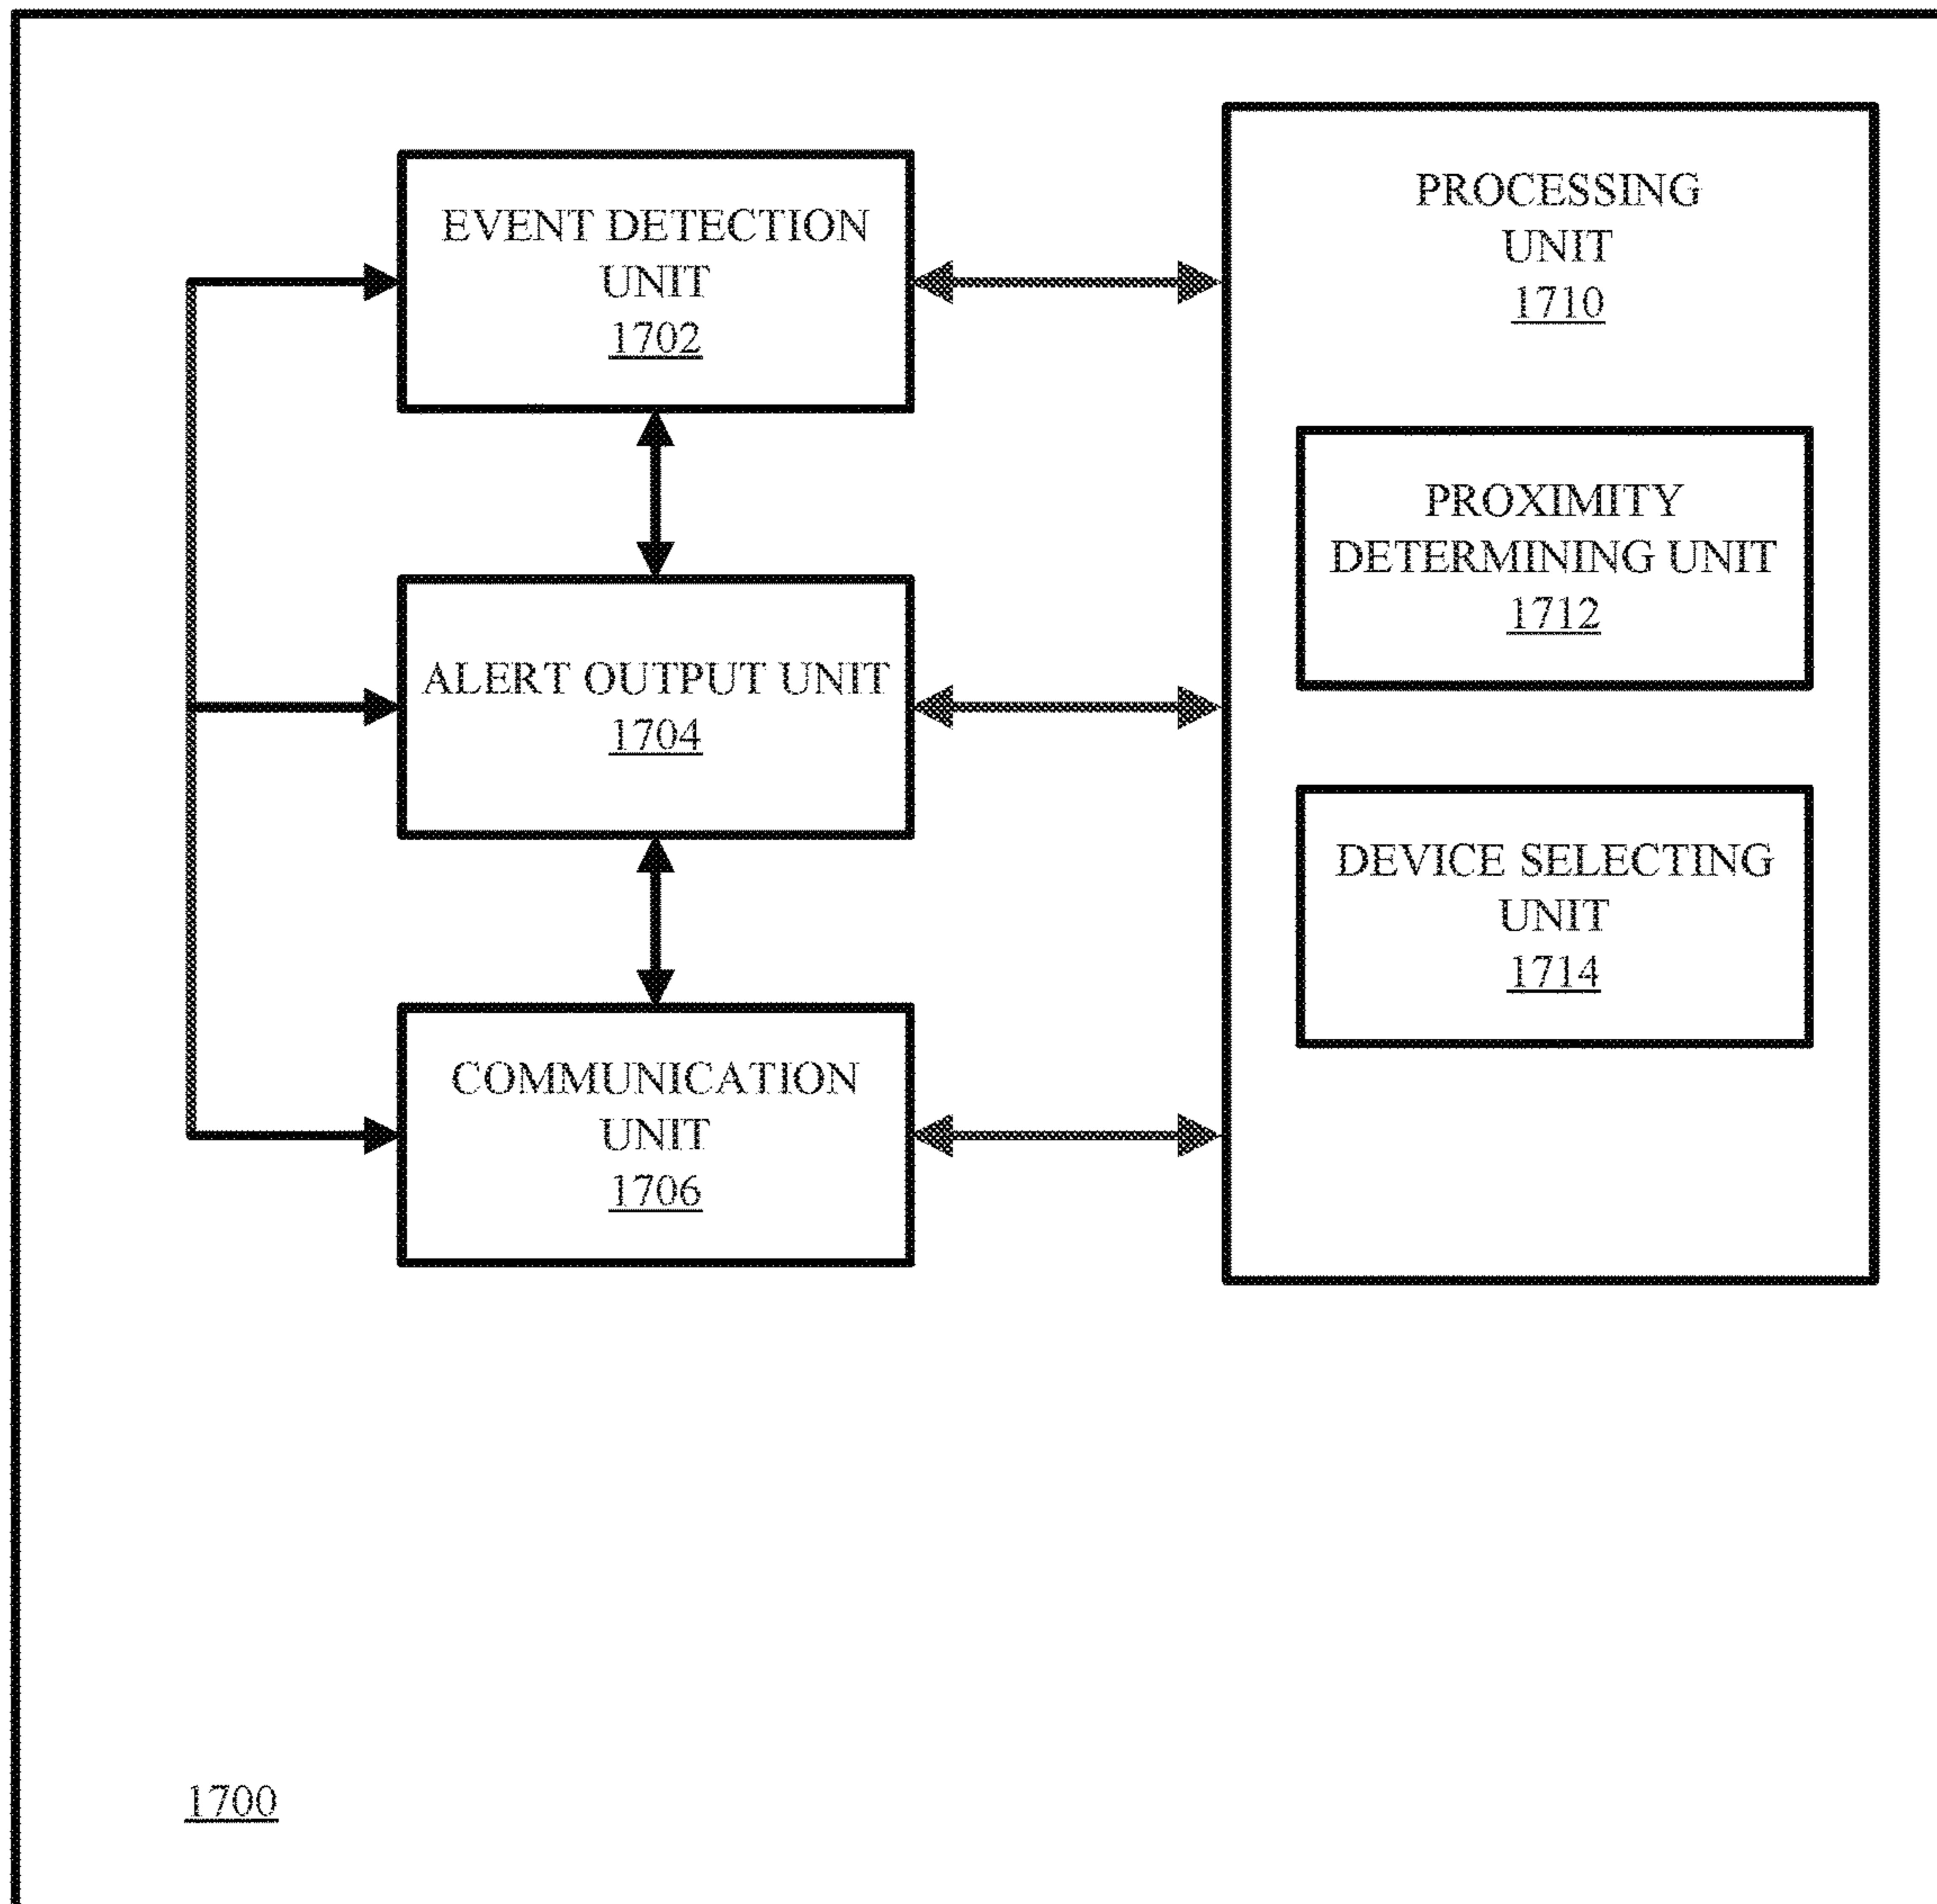 EVENT DETECTION
UNIT
1702
ALERT OUTPUT UNIT
1704
COMMUNICATION
UNIT
1706
PROCESSING
UNIT
1710
PROXIMITY
DETERMINING UNIT
1712
DEVICE SELECTING
UNIT
1714
1700